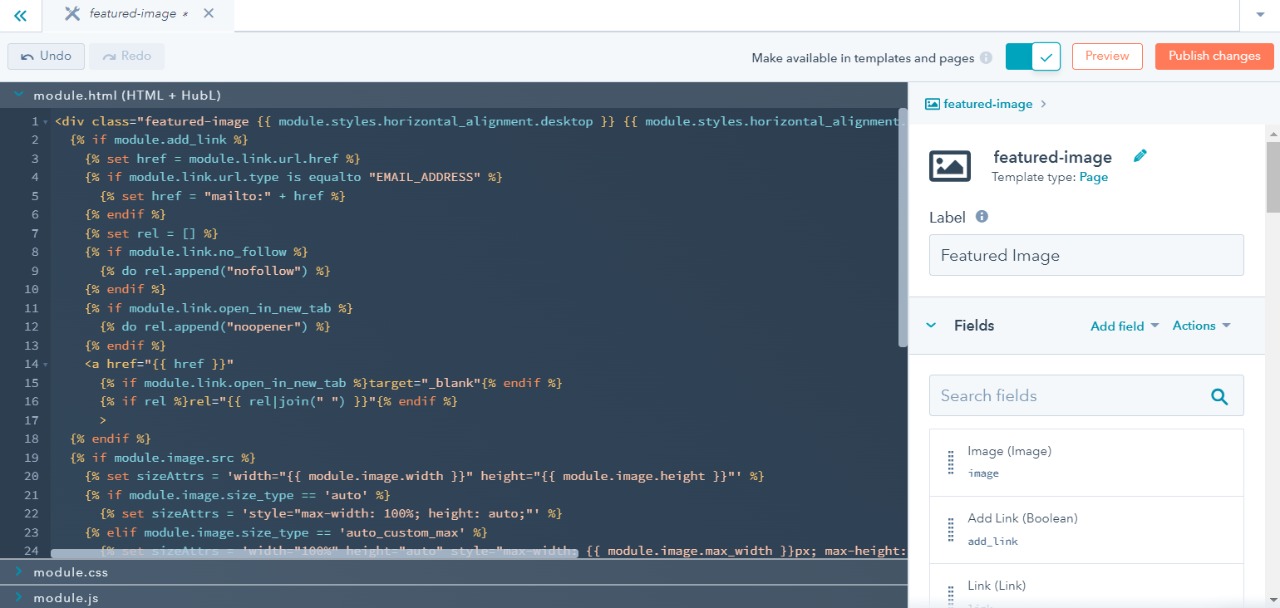 featured-image
Undo
Redo
Make available in templates and pages
Preview
Publish changes
module.html (HTML + HubL)
1 <div class="featured-image {{ module.styles.horizontal_alignment.desktop }} {{ module.styles.horizontal_alignment.
2 {% if module.add_link %}
3 {% set href = module.link.url.href %}
4 {% if module.link.url.type is equalto "EMAIL_ADDRESS" %}
5 {% set href = "mailto:" + href %}
6 {% endif %}
7 {% set rel = [] %}
8 {% if module.link.no_follow %}
9 {% do rel.append("nofollow") %}
10 {% endif %}
11 {% if module.link.open_in_new_tab %}
12 {% do rel.append("noopener") %}
13 {% endif %}
14 <a href="{{ href }}"
15 {% if module.link.open_in_new_tab %}target="_blank"{% endif %}
16 {% if rel %}rel="{{ rel|join(" ") }}"{% endif %}
17 >
18 {% endif %}
19 {% if module.image.src %}
20 {% set sizeAttrs = 'width="{{ module.image.width }}" height="{{ module.image.height }}"' %}
21 {% if module.image.size_type == 'auto' %}
22 {% set sizeAttrs = 'style="max-width: 100%; height: auto;"' %}
23 {% elif module.image.size_type == 'auto_custom_max' %}
24 {% set sizeAttrs = 'width="100%" height="auto" style="max-width: {{ module.image.max_width }}px; max-height:
module.css
module.js
featured-image
featured-image
Template type: Page
Label
Featured Image
Fields
Add field
Actions
Search fields
Image (Image)
image
Add Link (Boolean)
add_link
Link (Link)
link